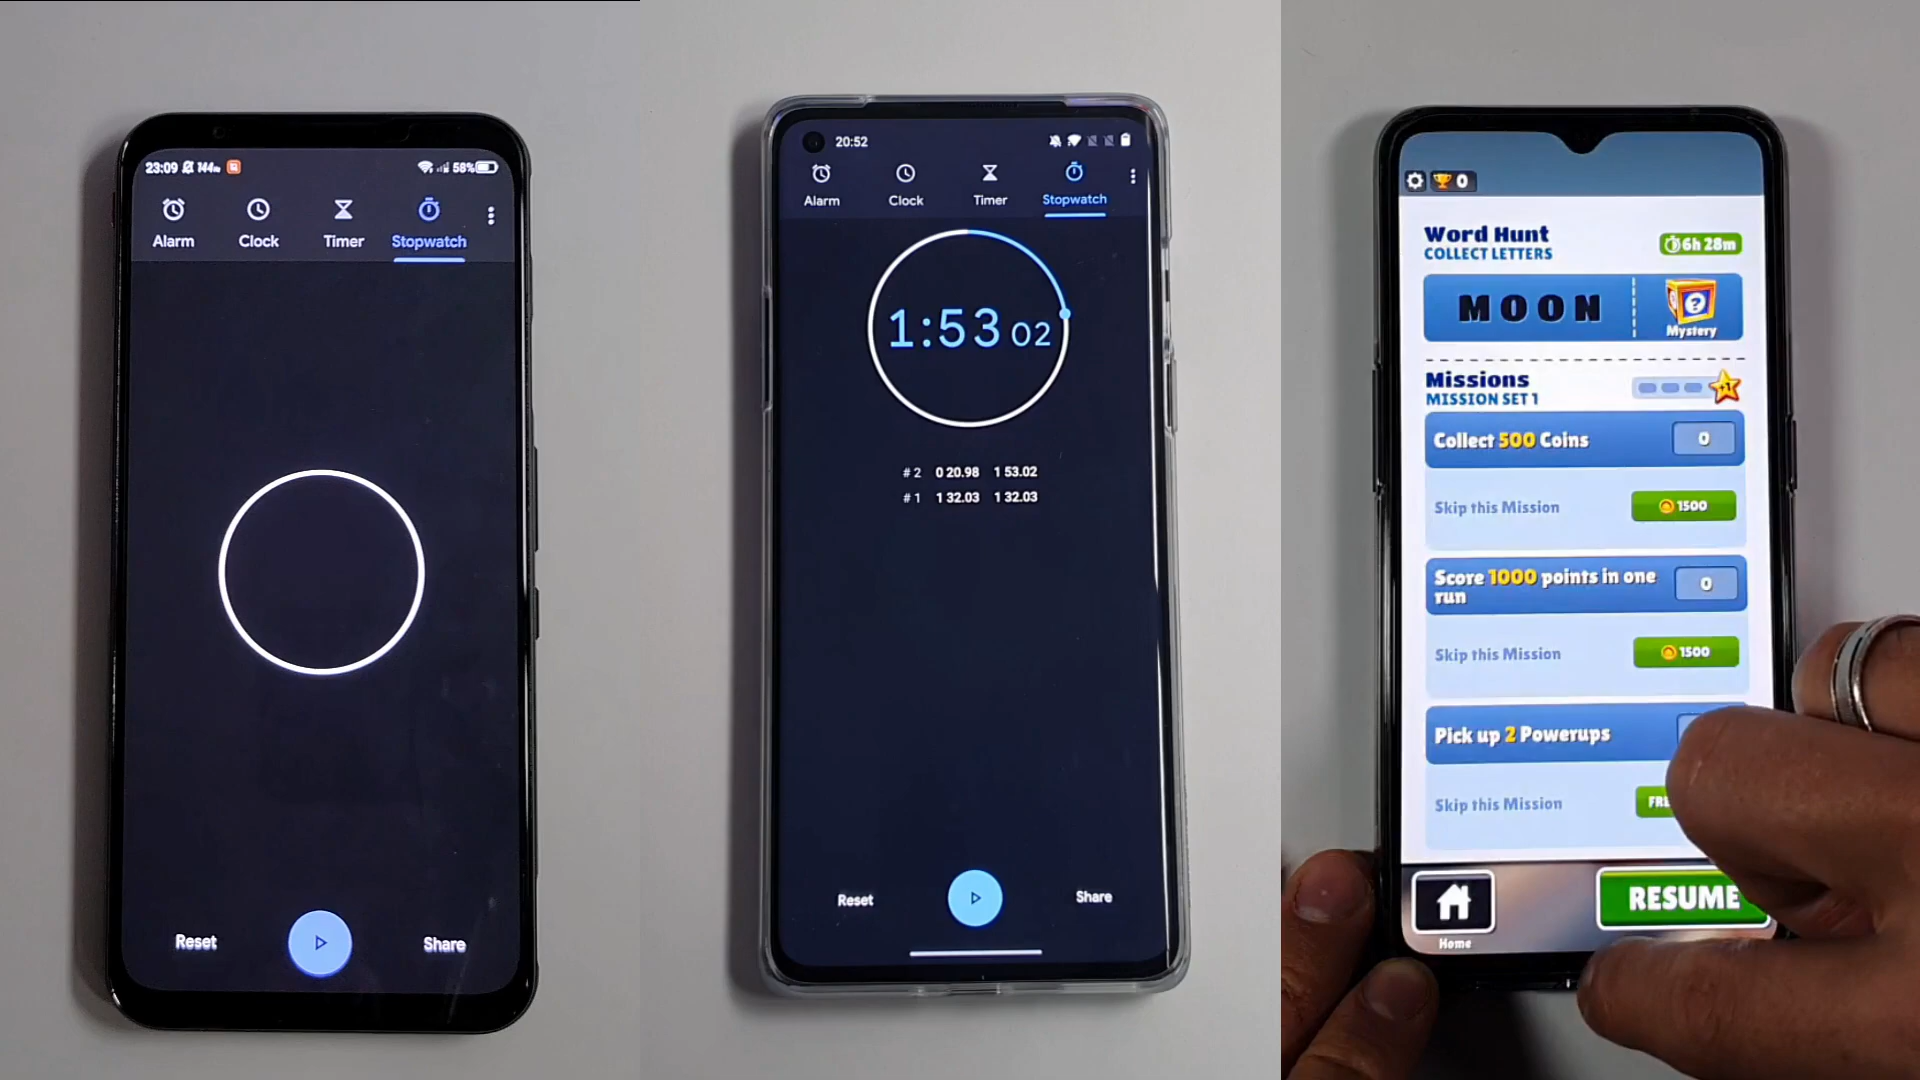 23:09 144Hz
58%
Alarm Clock Timer Stopwatch
Reset Share
20:52
Alarm Clock Timer Stopwatch
1:53 02
# 2 0 20.98 1 53.02
# 1 1 32.03 1 32.03
Reset Share
0
Word Hunt
COLLECT LETTERS
6h 28m
MOON
?
Mystery
Missions
MISSION SET 1
+1
Collect 500 Coins
0
Skip this Mission
1500
Score 1000 points in one
run
0
Skip this Mission
1500
Pick up 2 Powerups
Skip this Mission
Home
RESUME